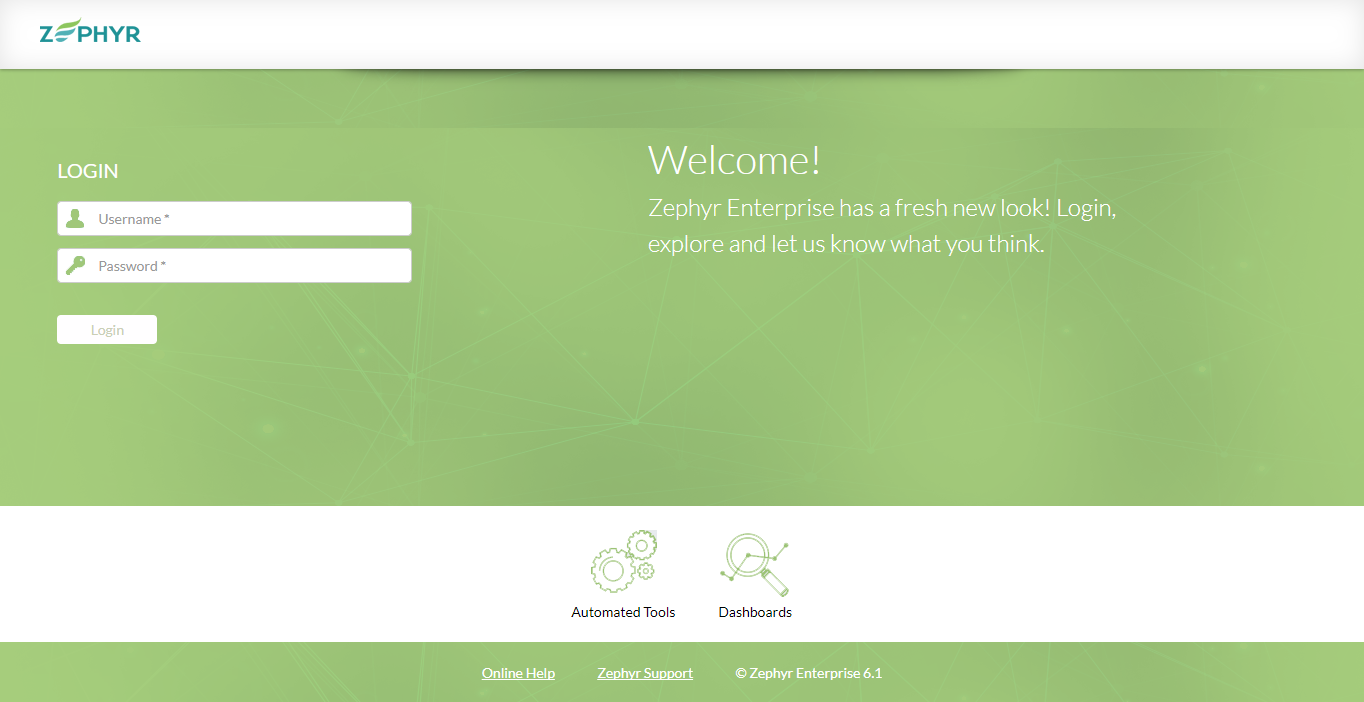 ZEPHYR
LOGIN
Username *
Password *
Login
Welcome!
Zephyr Enterprise has a fresh new look! Login,
explore and let us know what you think.
Automated Tools
Dashboards
Online Help
Zephyr Support
© Zephyr Enterprise 6.1